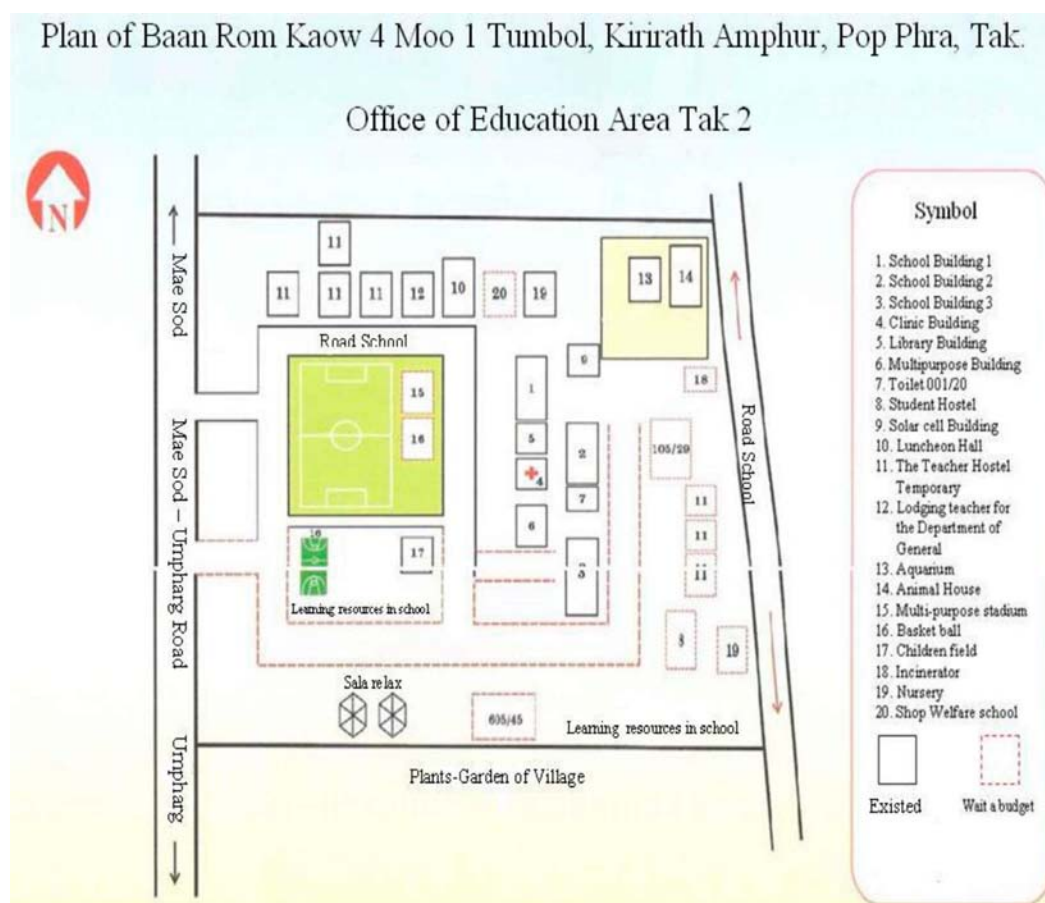 Plan of Baan Rom Kaow 4 Moo 1 Tumbol, Kirirath Amphur, Pop Phra, Tak.
Office of Education Area Tak 2
N
Mae Sod
Mae Sod – Umpharg Road
Umpharg
11
11
11
11
12
10
20
19
13
14
Road School
9
15
16
1
5
4
6
2
7
3
18
105/29
11
11
11
Road School
16
17
Learning resources in school
8
19
Sala relax
605/45
Learning resources in school
Plants-Garden of Village
Symbol
1. School Building 1
2. School Building 2
3. School Building 3
4. Clinic Building
5. Library Building
6. Multipurpose Building
7. Toilet 001/20
8. Student Hostel
9. Solar cell Building
10. Luncheon Hall
11. The Teacher Hostel
Temporary
12. Lodging teacher for
the Department of
General
13. Aquarium
14. Animal House
15. Multi-purpose stadium
16. Basket ball
17. Children field
18. Incinerator
19. Nursery
20. Shop Welfare school
Existed
Wait a budget